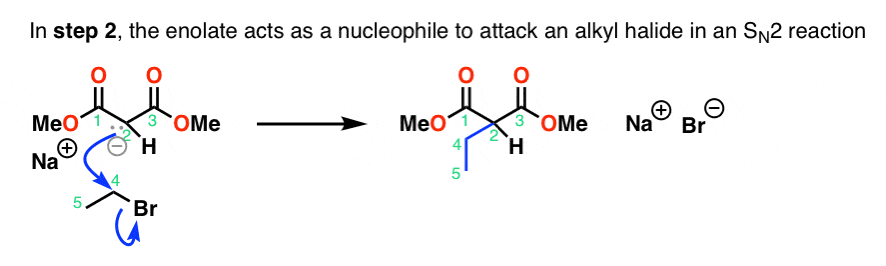 In step 2, the enolate acts as a nucleophile to attack an alkyl halide in an SN2 reaction
O O O O
MeO 1 2 3 OMe MeO 1 2 3 OMe Na+ Br−
− H 4 H
Na+
4 5
5 Br